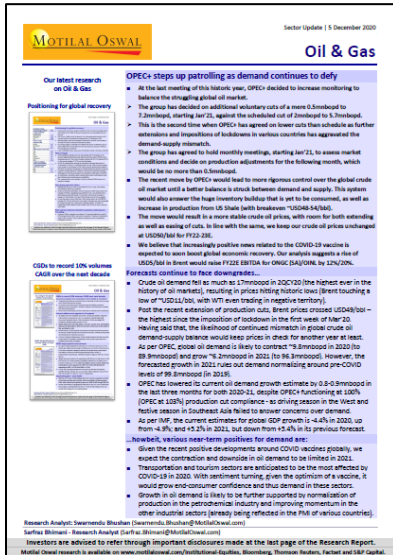 Sector Update | 5 December 2020
MOTILAL OSWAL
Oil & Gas
Our latest research
on Oil & Gas
Positioning for global recovery
CGDs to record 10% volumes
CAGR over the next decade
OPEC+ steps up patrolling as demand continues to defy
At the last meeting of this historic year, OPEC+ decided to increase monitoring to
balance the struggling global oil market.
The group has decided on additional voluntary cuts of a mere 0.5mnbopd to
7.2mnbopd, starting Jan'21, against the scheduled cut of 2mnbopd to 5.7mnbopd.
This is the second time when OPEC+ has agreed on lower cuts than schedule as further
extensions and impositions of lockdowns in various countries has aggravated the
demand-supply mismatch.
The group has agreed to hold monthly meetings, starting Jan'21, to assess market
conditions and decide on production adjustments for the following month, which
would be no more than 0.5mnbopd.
The recent move by OPEC+ would lead to more rigorous control over the global crude
oil market until a better balance is struck between demand and supply. This system
would also answer the huge inventory buildup that is yet to be consumed, as well as
increase in production from US Shale (with breakeven ~USD48-54/bbl).
The move would result in a more stable crude oil prices, with room for both extending
as well as easing of cuts. In line with the same, we keep our crude oil prices unchanged
at USD50/bbl for FY22-23E.
We believe that increasingly positive news related to the COVID-19 vaccine is
expected to soon boost global economic recovery. Our analysis suggests a rise of
USD5/bbl in Brent would raise FY22E EBITDA for ONGC (SA)/OINL by 12%/20%.
Forecasts continue to face downgrades...
Crude oil demand fell as much as 17mnbopd in 2QCY20 (the highest ever in the
history of oil markets), resulting in prices hitting historic lows (Brent touching a
low of ~USD11/bbl, with WTI even trading in negative territory).
Post the recent extension of production cuts, Brent prices crossed USD49/bbl –
the highest since the imposition of lockdown in the first week of Mar'20.
Having said that, the likelihood of continued mismatch in global crude oil
demand-supply balance would keep prices in check for another year at least.
As per OPEC, global oil demand is likely to contract ~9.8mnbopd in 2020 (to
89.9mnbopd) and grow ~6.2mnbopd in 2021 (to 96.3mnbopd). However, the
forecasted growth in 2021 rules out demand normalizing around pre-COVID
levels of 99.8mnbopd (in 2019).
OPEC has lowered its current oil demand growth estimate by 0.8-0.9mnbopd in
the last three months for both 2020-21, despite OPEC+ functioning at 100%
(OPEC at 103%) production cut compliance - as driving season in the West and
festive season in Southeast Asia failed to answer concerns over demand.
As per IMF, the current estimates for global GDP growth is -4.4% in 2020, up
from -4.9%; and +5.2% in 2021, but down from +5.4% in its previous forecast.
...howbeit, various near-term positives for demand are:
Given the recent positive developments around COVID vaccines globally, we
expect the contraction and downside in oil demand to be limited in 2021.
Transportation and tourism sectors are anticipated to be the most affected by
COVID-19 in 2020. With sentiment turning, given the optimism of a vaccine, it
would grow end-consumer confidence and thus demand in these sectors.
Growth in oil demand is likely to be further supported by normalization of
production in the petrochemical industry and improving momentum in the
other industrial sectors (already being reflected in the PMI of various countries).
Research Analyst: Swarnendu Bhushan (Swarnendu.Bhushan@MotilalOswal.com)
Sarfraz Bhimani - Research Analyst (Sarfraz.Bhimani@MotilalOswal.com)
Investors are advised to refer through important disclosures made at the last page of the Research Report.
Motilal Oswal research is available on www.motilaloswal.com/Institutional-Equities, Bloomberg, Thomson Reuters, Factset and S&P Capital.